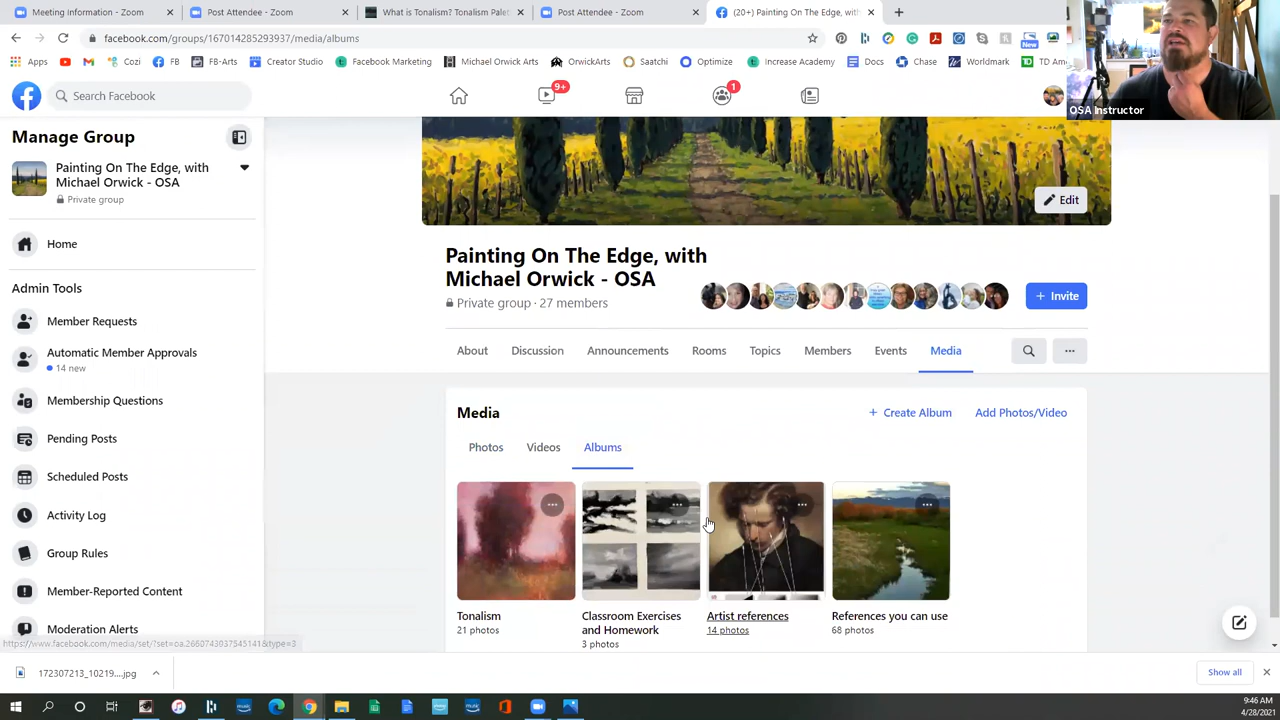 Meeting Information - Zoom
Post Attendee - Zoom
What is Tonalism? Tonalism Palet
Post Attendee - Zoom
(20+) Painting On The Edge, with
facebook.com/groups/167014285293937/media/albums
New
Apps
Cozi
FB
FB-Arts
Creator Studio
Facebook Marketing
Michael Orwick Arts
OrwickArts
Saatchi
Optimize
Increase Academy
Docs
Chase
Worldmark
TD Am
OSA Instructor
Search Facebook
9+
1
Manage Group
Painting On The Edge, with
Michael Orwick - OSA
Private group
Home
Admin Tools
Member Requests
Automatic Member Approvals
14 new
Membership Questions
Pending Posts
Scheduled Posts
Activity Log
Group Rules
Member-Reported Content
Moderation Alerts
Edit
Painting On The Edge, with
Michael Orwick - OSA
Private group · 27 members
+ Invite
About
Discussion
Announcements
Rooms
Topics
Members
Events
Media
Media
+ Create Album
Add Photos/Video
Photos
Videos
Albums
Tonalism
21 photos
Classroom Exercises
and Homework
3 photos
Artist references
14 photos
References you can use
68 photos
172307213_10219....jpg
Show all
9:46 AM
4/28/2021